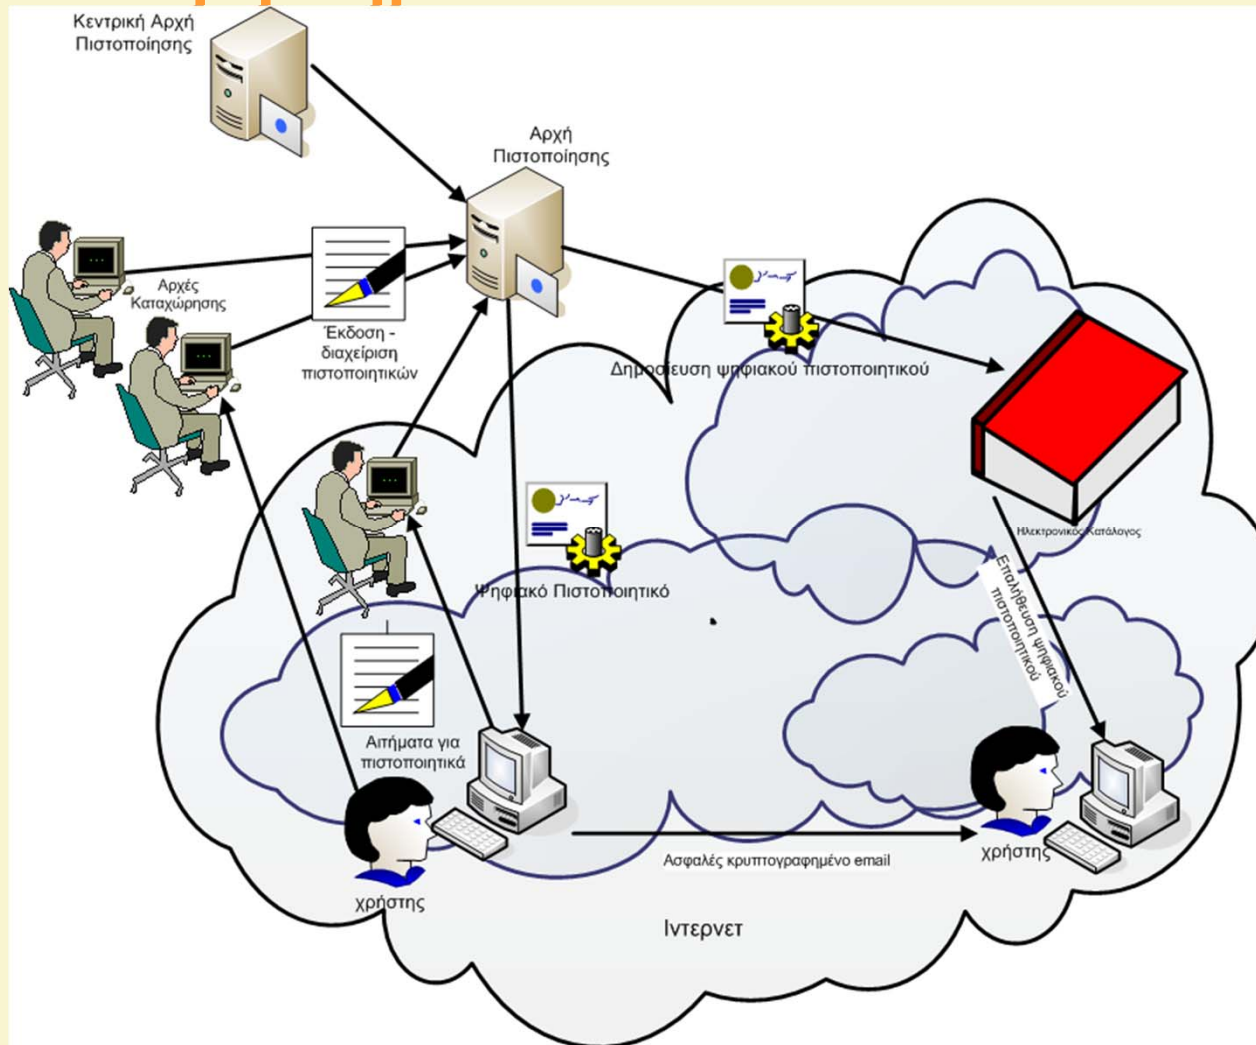 Κεντρική Αρχή
Πιστοποίησης
Αρχή
Πιστοποίησης
Αρχές
Καταχώρησης
Έκδοση -
διαχείριση
πιστοποιητικών
Δημοσίευση ψηφιακού πιστοποιητικού
Ηλεκτρονικός Κατάλογος
Ψηφιακό Πιστοποιητικό
Επαλήθευση ψηφιακού
πιστοποιητικού
Αιτήματα για
πιστοποιητικά
Ασφαλές κρυπτογραφημένο email
χρήστης
χρήστης
Ιντερνετ